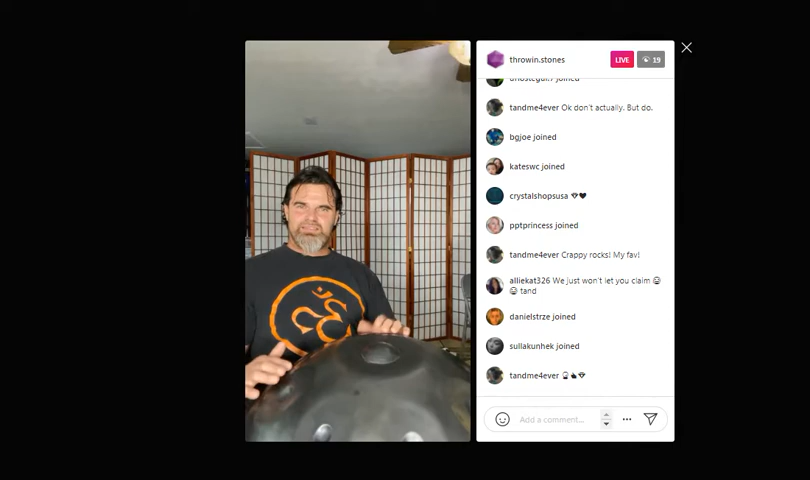 throwin.stones
LIVE
19
joined
tandme4ever Ok don't actually. But do.
bgjoe joined
kateswc joined
crystalshopsusa
pptprincess joined
tandme4ever Crappy rocks! My fav!
alliekat326 We just won't let you claim
tand
danielstrze joined
sullakunhek joined
tandme4ever
Add a comment...